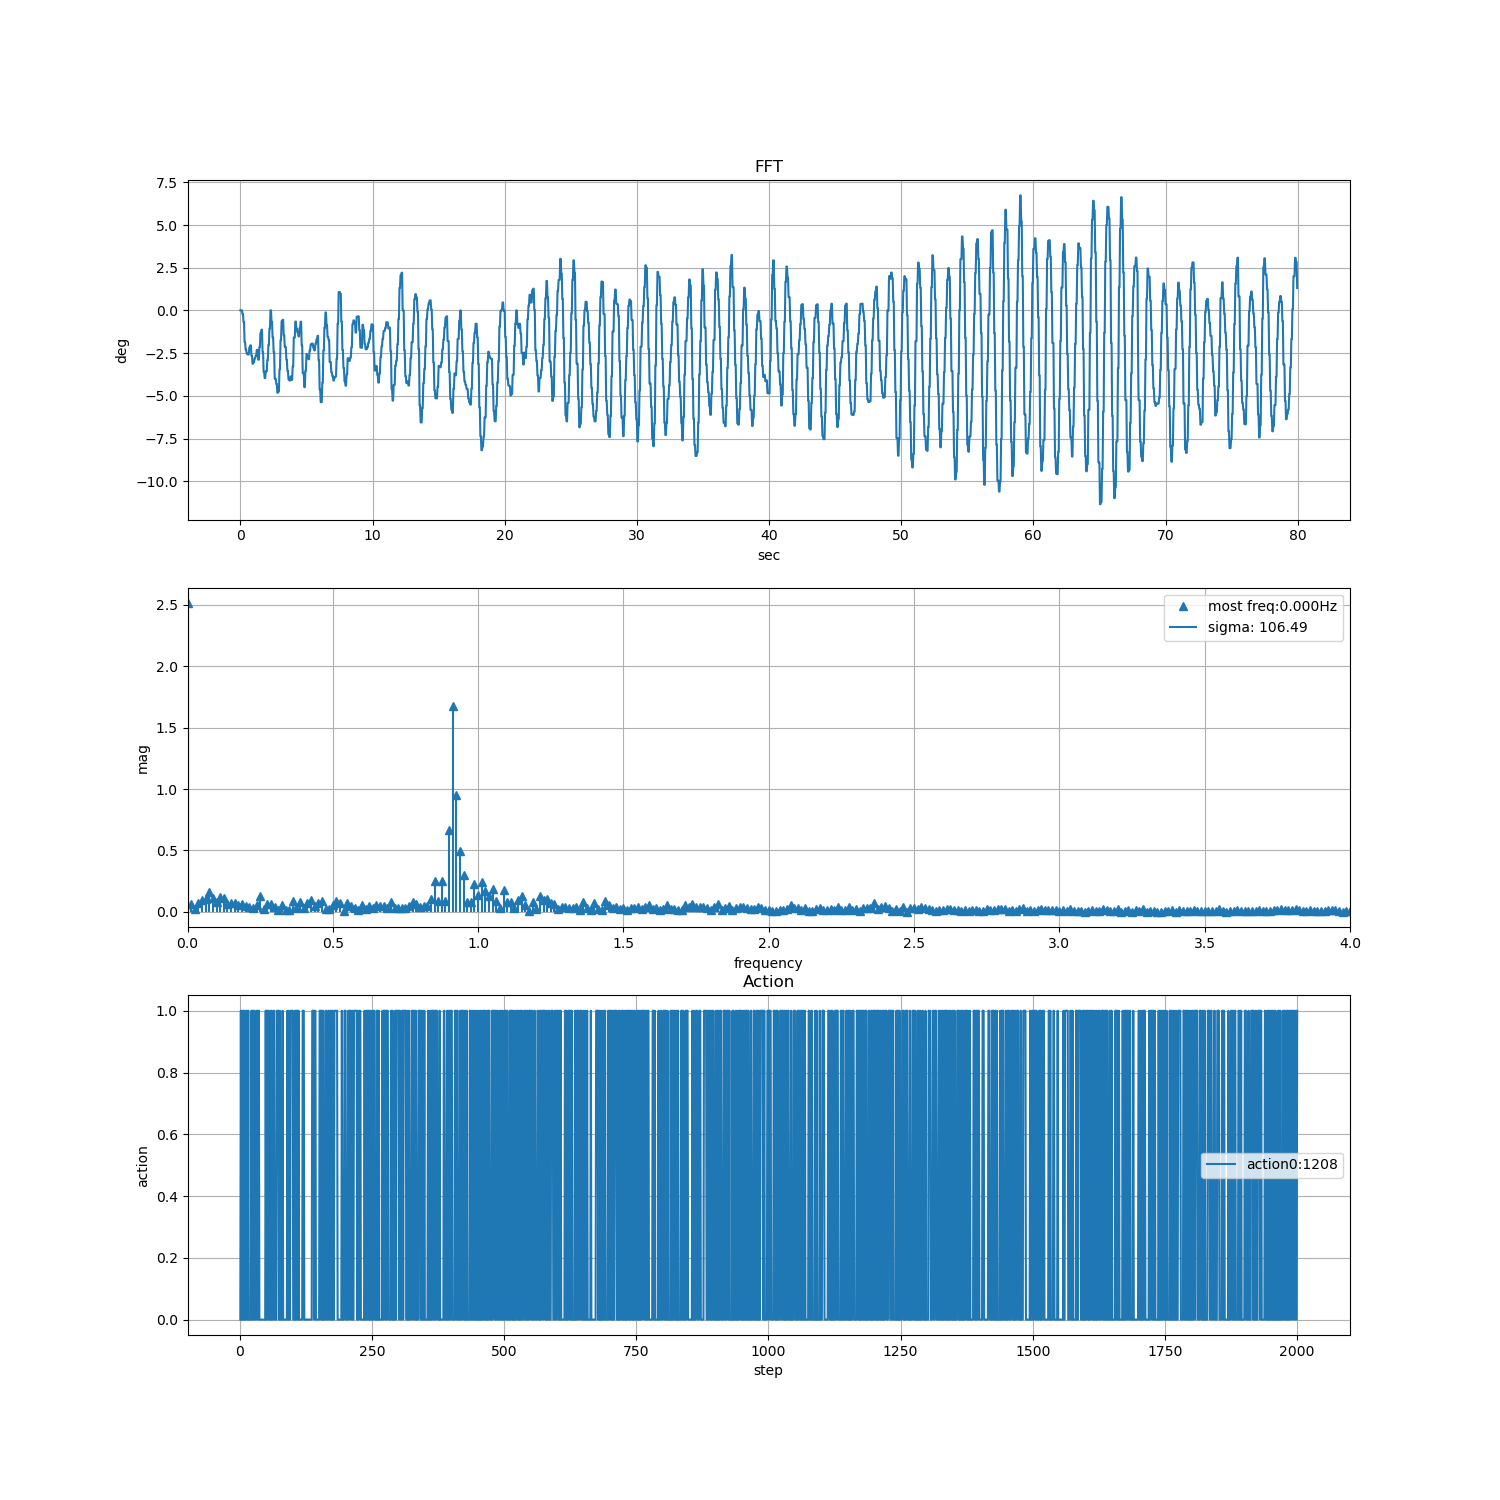 FFT
7.5
5.0
2.5
0.0
−2.5
−5.0
−7.5
−10.0
deg
0 10 20 30 40 50 60 70 80
sec
2.5
2.0
1.5
1.0
0.5
0.0
mag
most freq:0.000Hz
sigma: 106.49
0.0 0.5 1.0 1.5 2.0 2.5 3.0 3.5 4.0
frequency
Action
1.0
0.8
0.6
0.4
0.2
0.0
action
action0:1208
0 250 500 750 1000 1250 1500 1750 2000
step